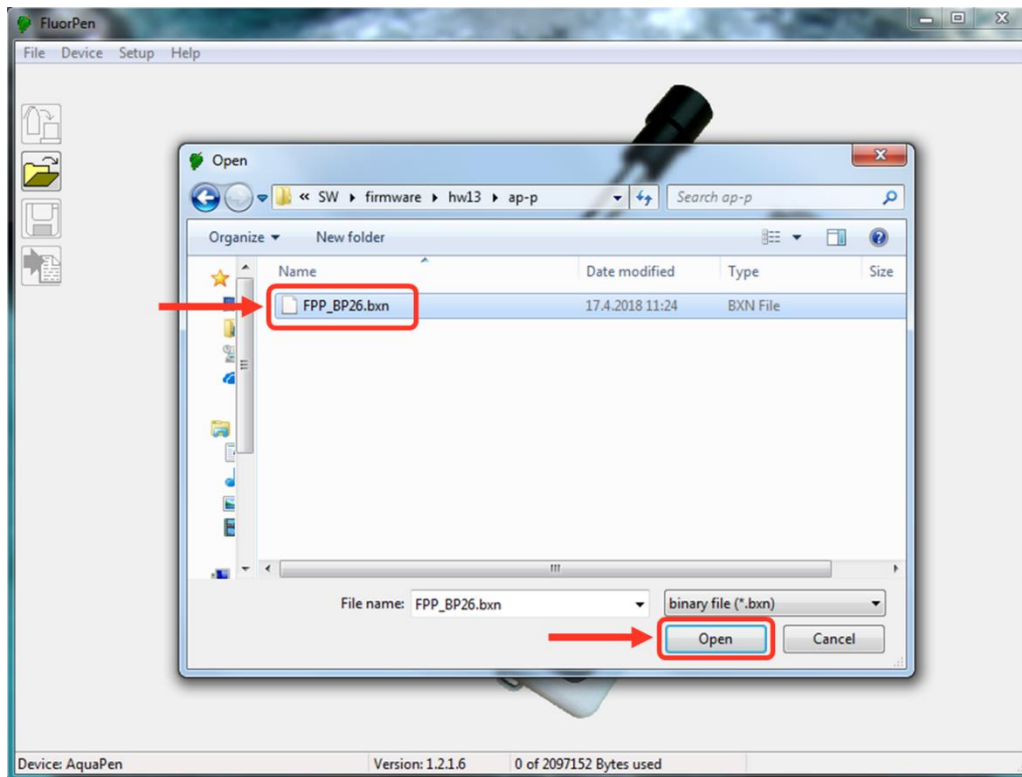 FluorPen
File Device Setup Help
Open
« SW ▸ firmware ▸ hw13 ▸ ap-p
Search ap-p
Organize New folder
Name Date modified Type Size
FPP_BP26.bxn 17.4.2018 11:24 BXN File
File name: FPP_BP26.bxn binary file (*.bxn)
Open Cancel
Device: AquaPen Version: 1.2.1.6 0 of 2097152 Bytes used